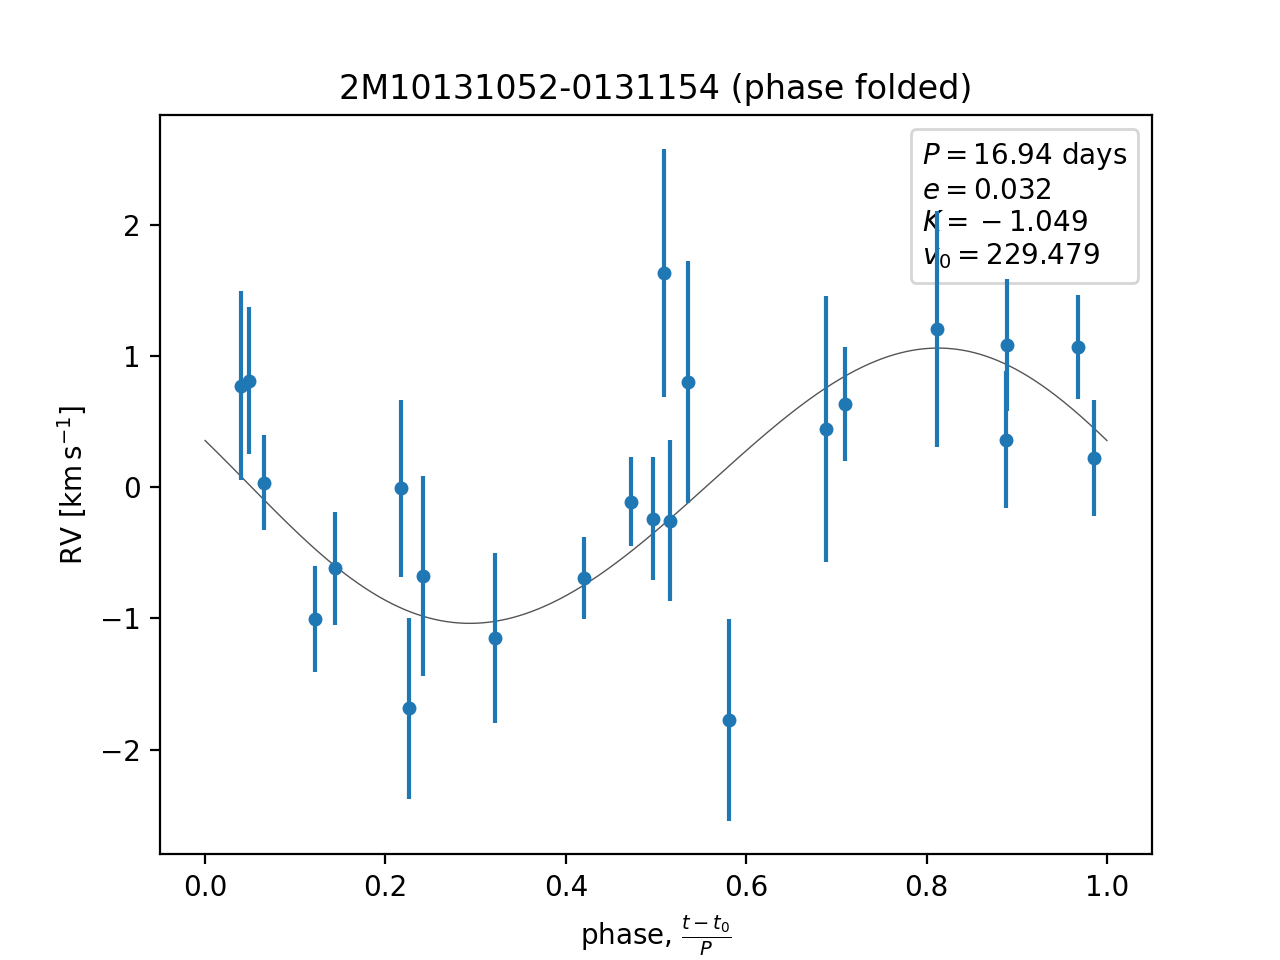 2M10131052-0131154 (phase folded)
P = 16.94 days
e = 0.032
K = −1.049
v₀ = 229.479
RV [km s⁻¹]
2
1
0
−1
−2
0.0 0.2 0.4 0.6 0.8 1.0
phase, (t − t₀)/P